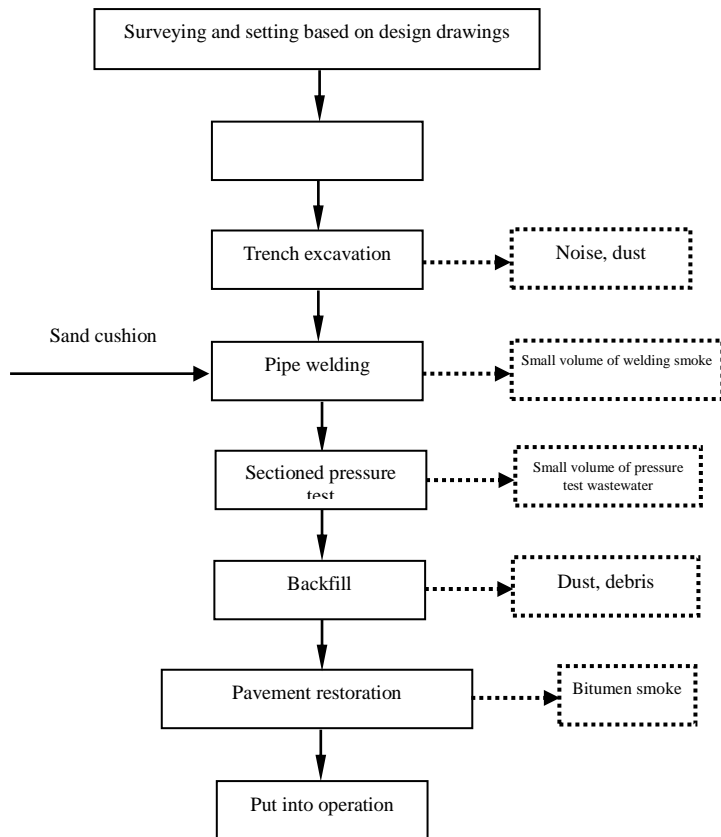 Surveying and setting based on design drawings
Trench excavation
Noise, dust
Sand cushion
Pipe welding
Small volume of welding smoke
Sectioned pressure
test
Small volume of pressure
test wastewater
Backfill
Dust, debris
Pavement restoration
Bitumen smoke
Put into operation